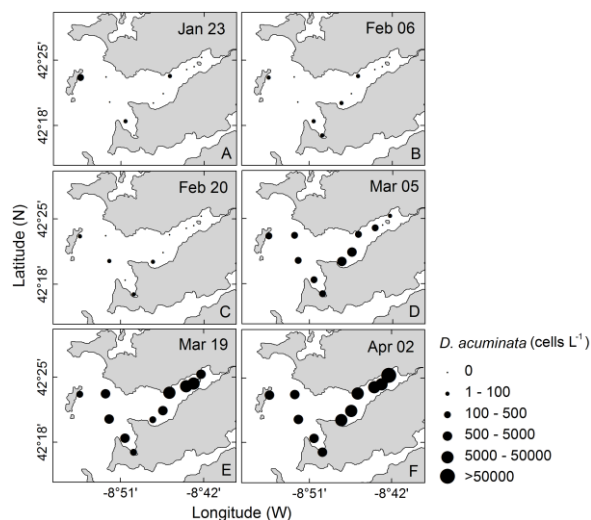 Jan 23
A
Feb 06
B
Feb 20
C
Mar 05
D
Mar 19
E
Apr 02
F
42°25'
42°18'
42°25'
42°18'
42°25'
42°18'
Latitude (N)
-8°51' -8°42' -8°51' -8°42'
Longitude (W)
D. acuminata (cells L⁻¹)
0
1 - 100
100 - 500
500 - 5000
5000 - 50000
>50000